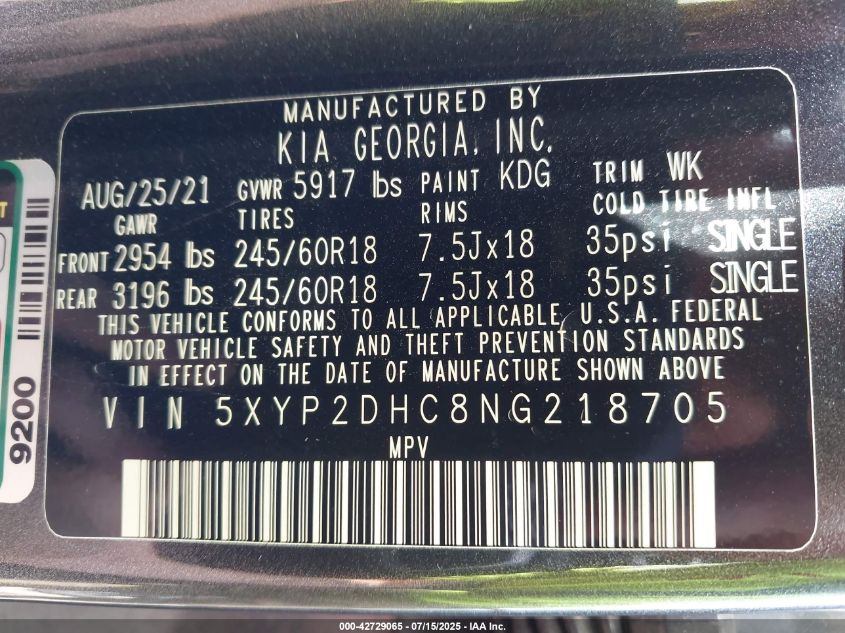 MANUFACTURED BY
KIA GEORGIA, INC.
AUG/25/21 GVWR 5917 lbs PAINT KDG TRIM WK
GAWR TIRES RIMS COLD TIRE INFL
FRONT 2954 lbs 245/60R18 7.5Jx18 35psi SINGLE
REAR 3196 lbs 245/60R18 7.5Jx18 35psi SINGLE
THIS VEHICLE CONFORMS TO ALL APPLICABLE U.S.A. FEDERAL
MOTOR VEHICLE SAFETY AND THEFT PREVENTION STANDARDS
IN EFFECT ON THE DATE OF MANUFACTURE SHOWN ABOVE
VIN 5XYP2DHC8NG218705
MPV
9200
000-42729065 - 07/15/2025 - IAA Inc.